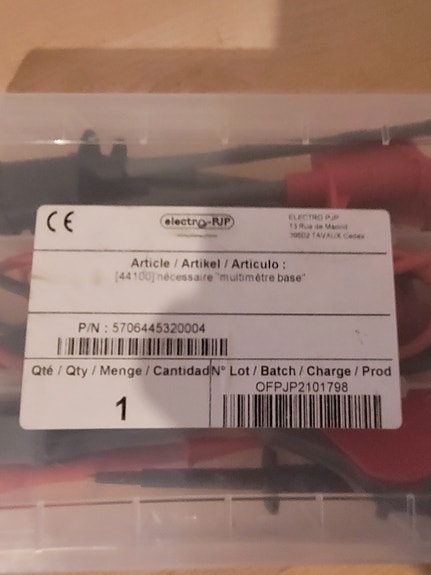 CE
electro-PJP
ELECTRO PJP
13 Rue de Madrid
39602 TAVAUX Cedex
Article / Artikel / Articulo :
[44100] nécessaire "multimètre base"
P/N : 5706445320004
Qté / Qty / Menge / Cantidad
1
N° Lot / Batch / Charge / Prod
OFPJP2101798